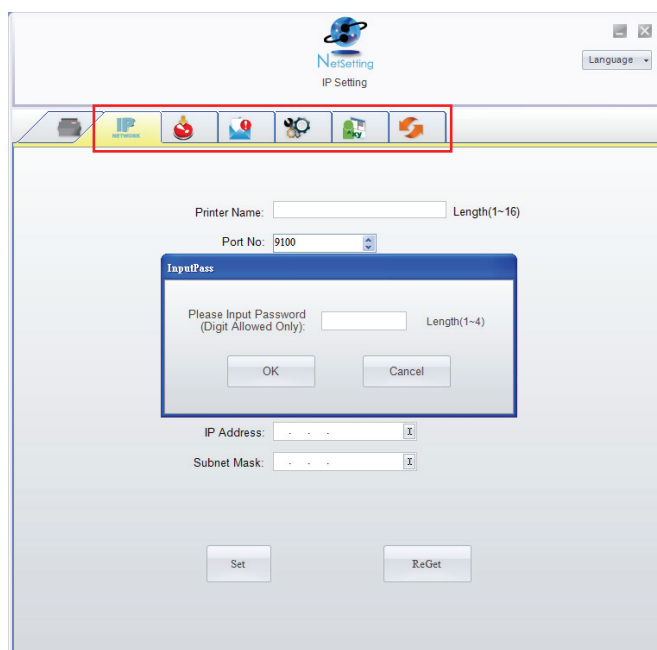 NetSetting
Language
IP Setting
IP
NETWORK
Printer Name:
Length(1~16)
Port No:
9100
InputPass
Please Input Password
(Digit Allowed Only):
Length(1~4)
OK
Cancel
IP Address:
Subnet Mask:
Set
ReGet